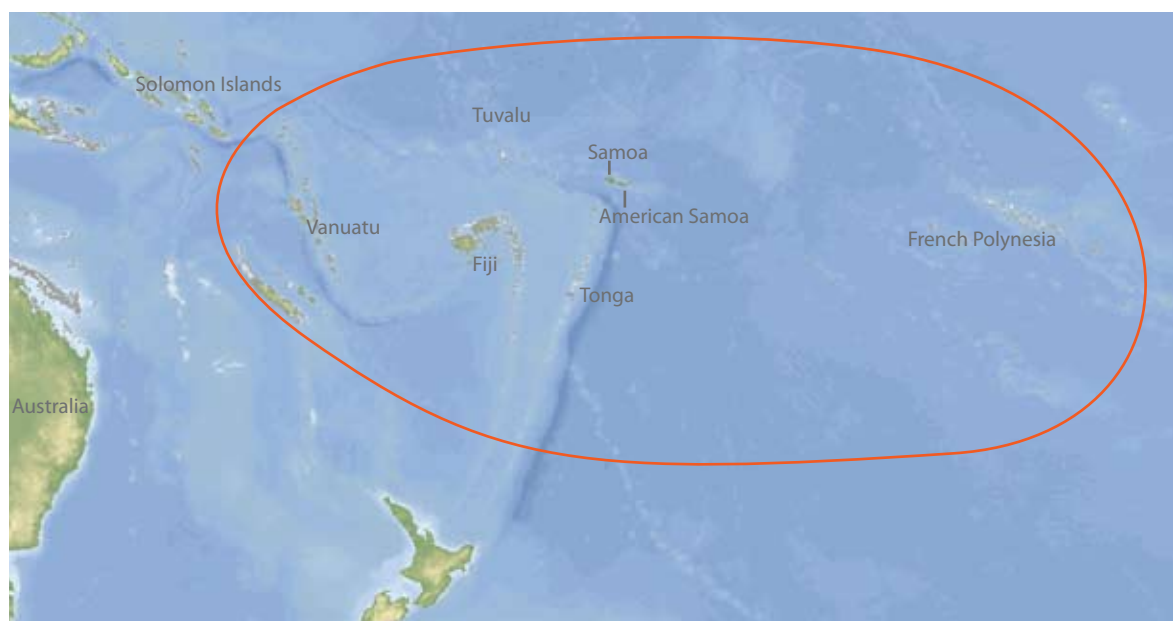 Solomon Islands
Tuvalu
Samoa
American Samoa
Vanuatu
French Polynesia
Fiji
Tonga
Australia